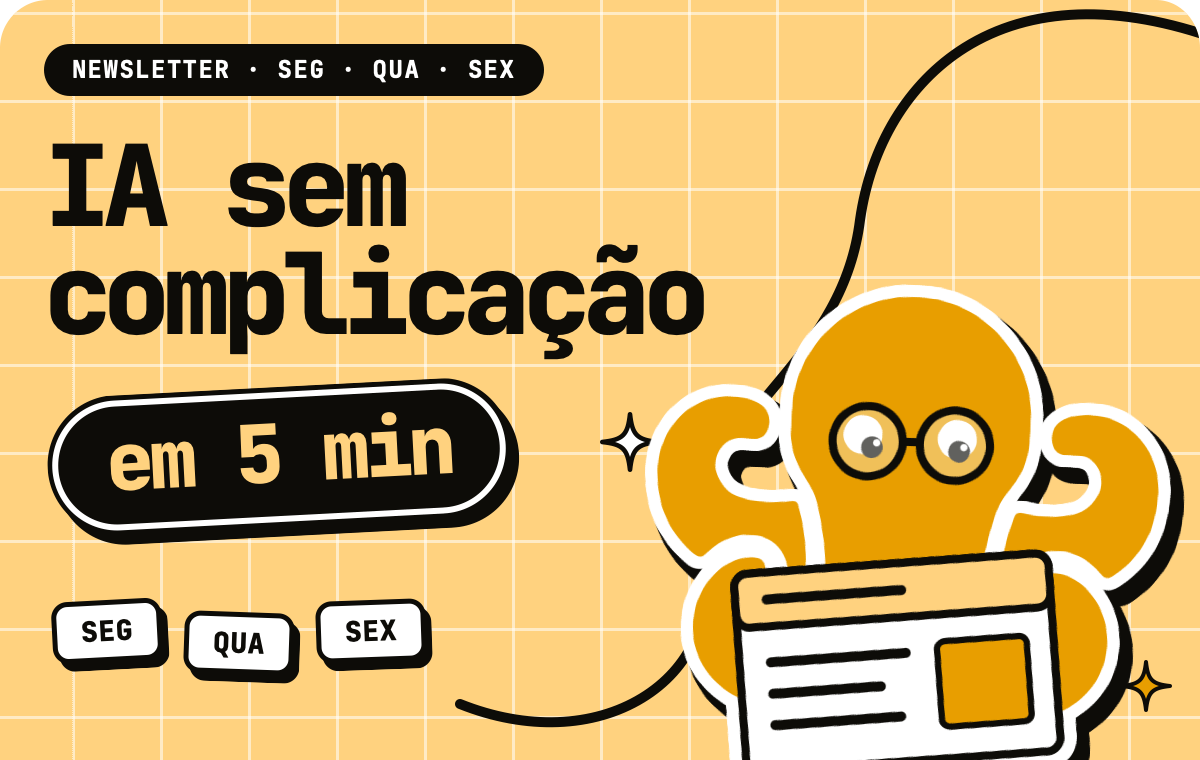 NEWSLETTER · SEG · QUA · SEX
IA sem
complicação
em 5 min
SEG QUA SEX